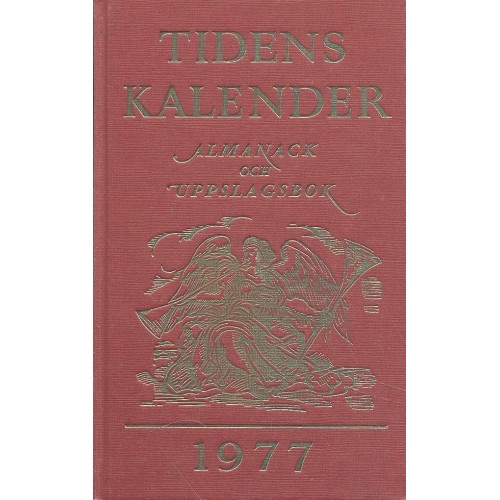 TIDENS
KALENDER
ALMANACK
OCH
UPPSLAGSBOK
1977